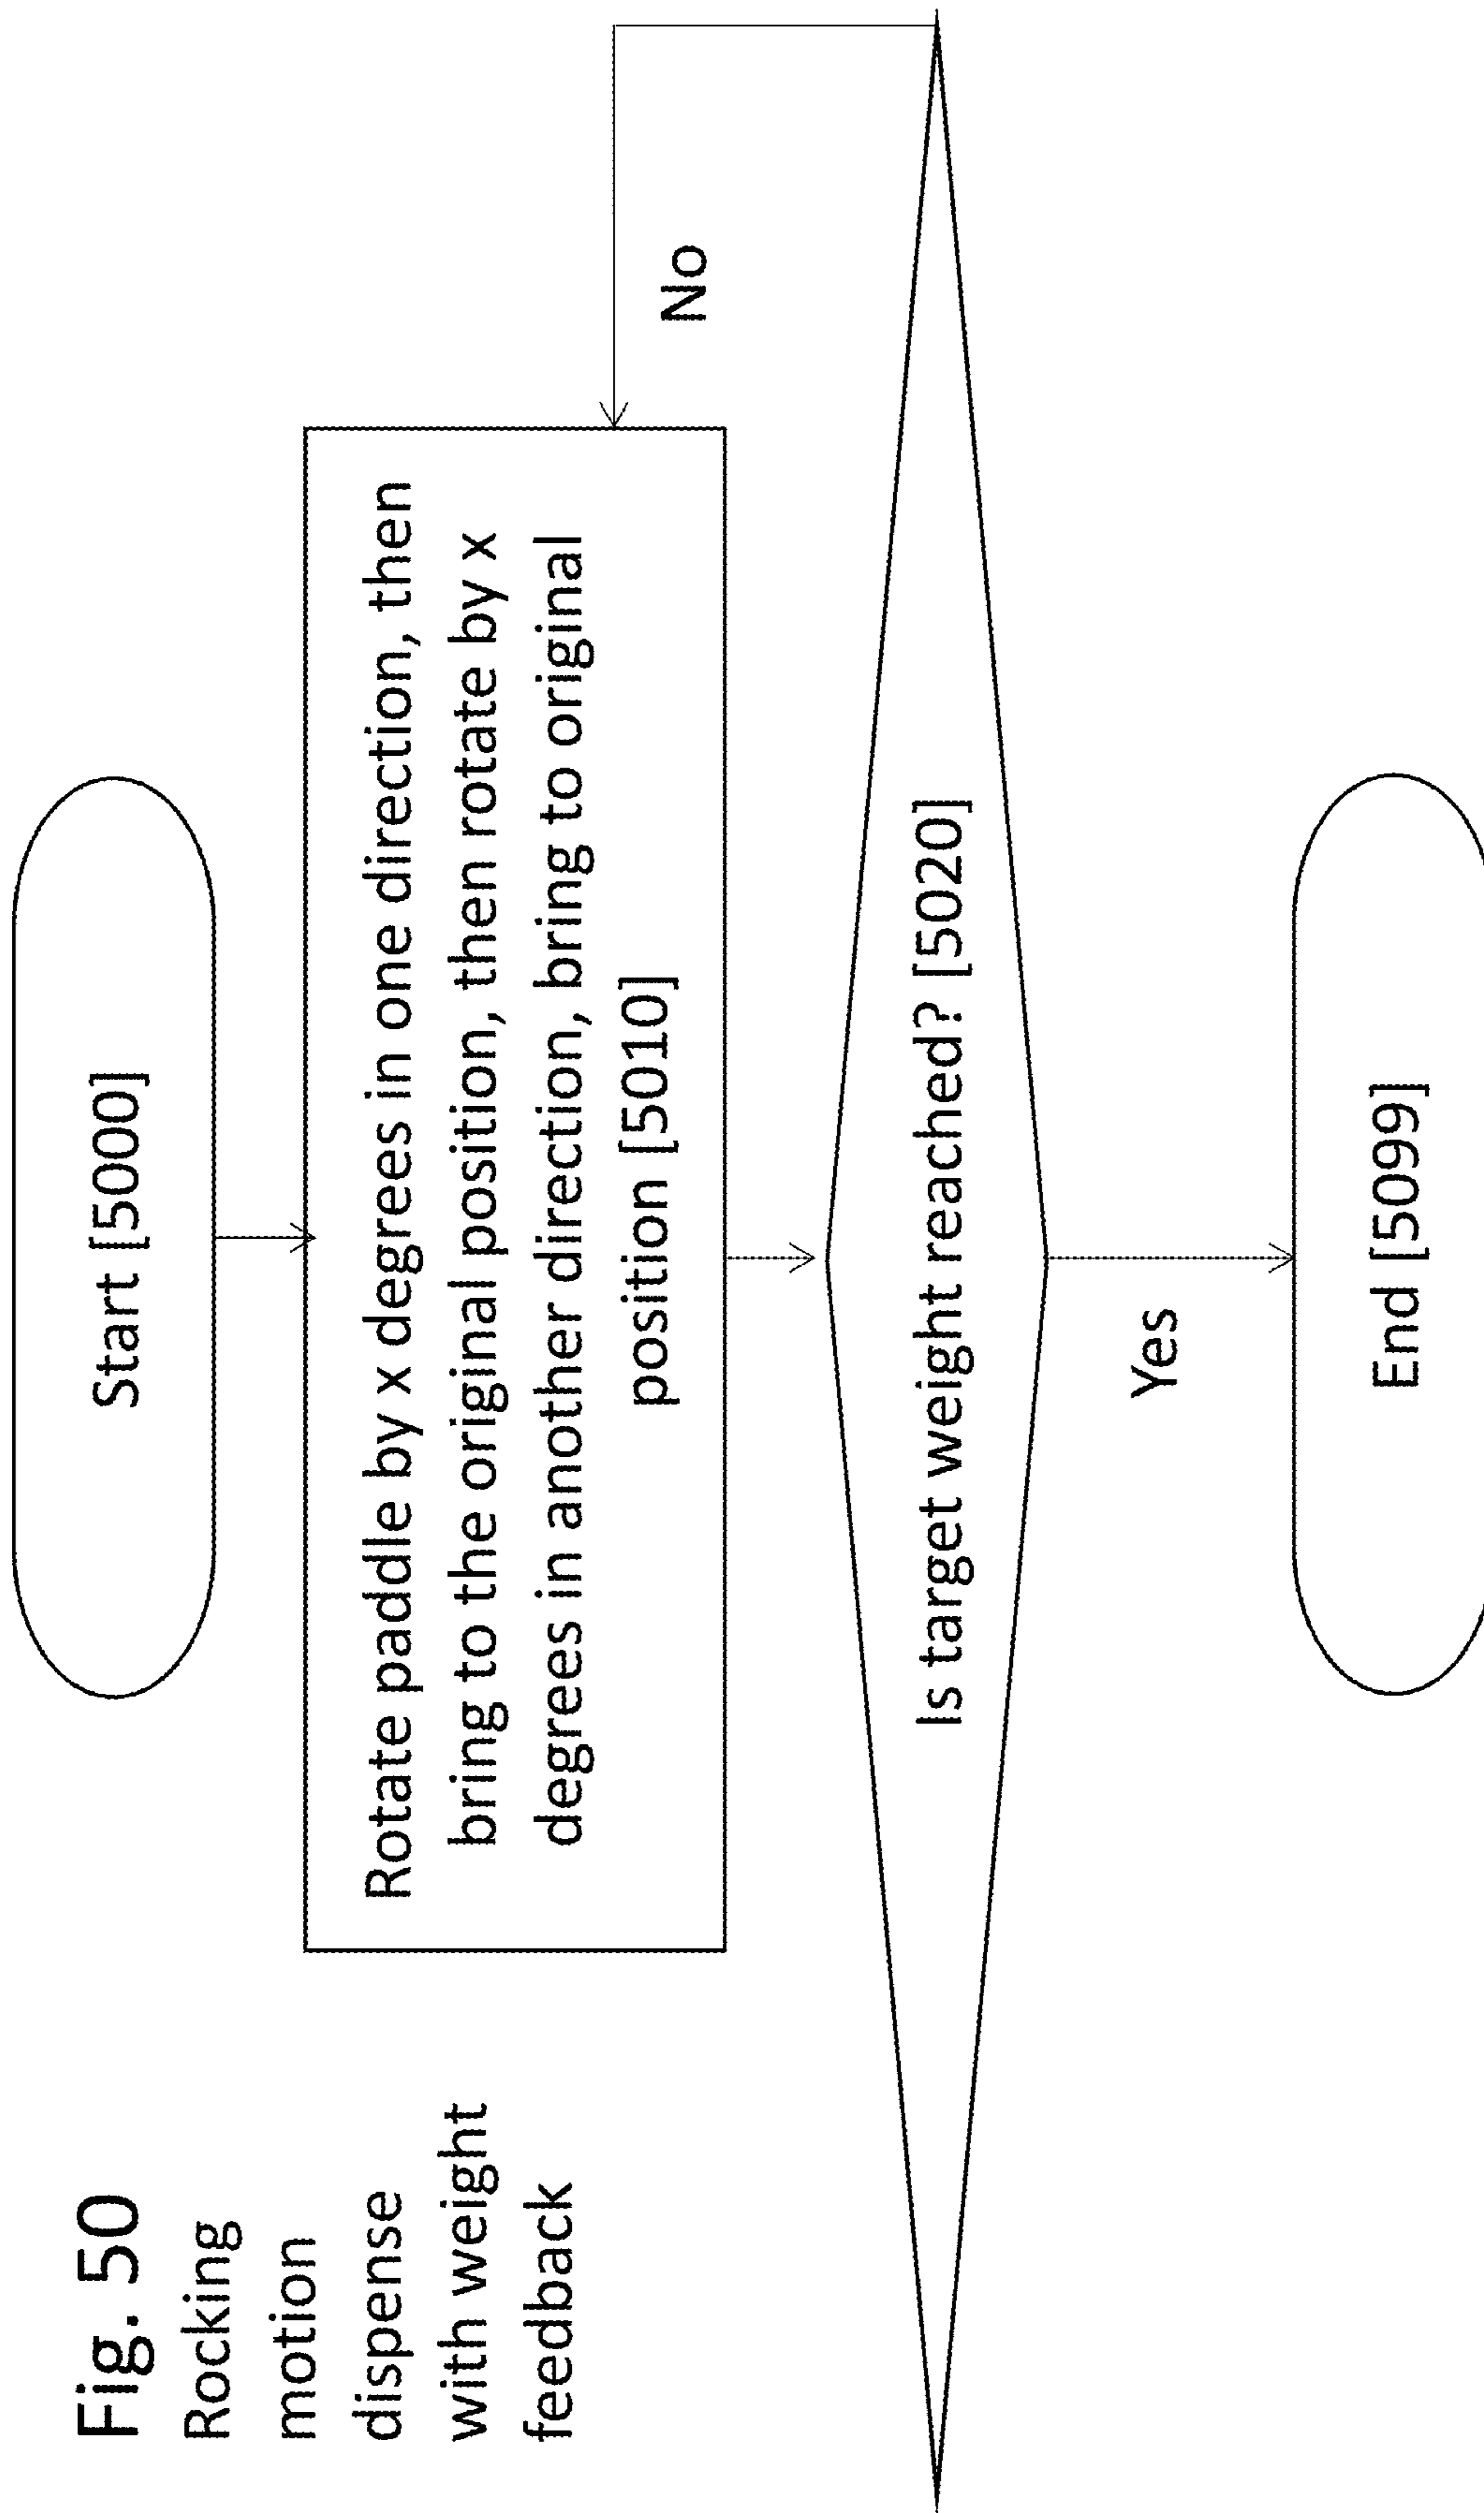 Fig. 50
Rocking
motion
dispense
with weight
feedback
Start [5000]
Rotate paddle by x degrees in one direction, then
bring to the original position, then rotate by x
degrees in another direction, bring to original
position [5010]
No
Is target weight reached? [5020]
Yes
End [5099]